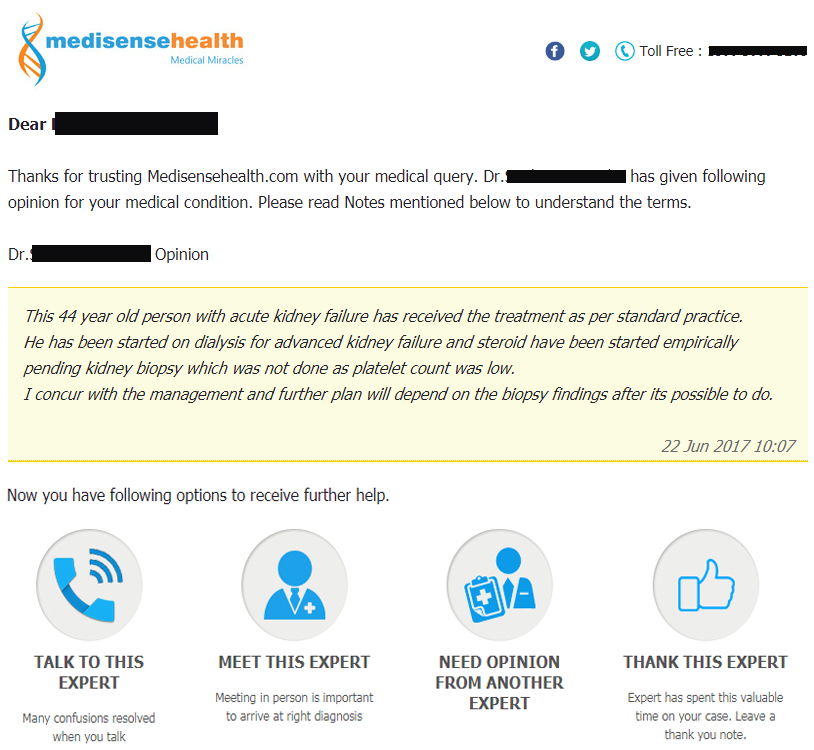 medisensehealth
Medical Miracles
Toll Free :
Dear
Thanks for trusting Medisensehealth.com with your medical query. Dr. has given following
opinion for your medical condition. Please read Notes mentioned below to understand the terms.
Dr. Opinion
This 44 year old person with acute kidney failure has received the treatment as per standard practice.
He has been started on dialysis for advanced kidney failure and steroid have been started empirically
pending kidney biopsy which was not done as platelet count was low.
I concur with the management and further plan will depend on the biopsy findings after its possible to do.
22 Jun 2017 10:07
Now you have following options to receive further help.
TALK TO THIS
EXPERT
Many confusions resolved
when you talk
MEET THIS EXPERT
Meeting in person is important
to arrive at right diagnosis
NEED OPINION
FROM ANOTHER
EXPERT
THANK THIS EXPERT
Expert has spent this valuable
time on your case. Leave a
thank you note.